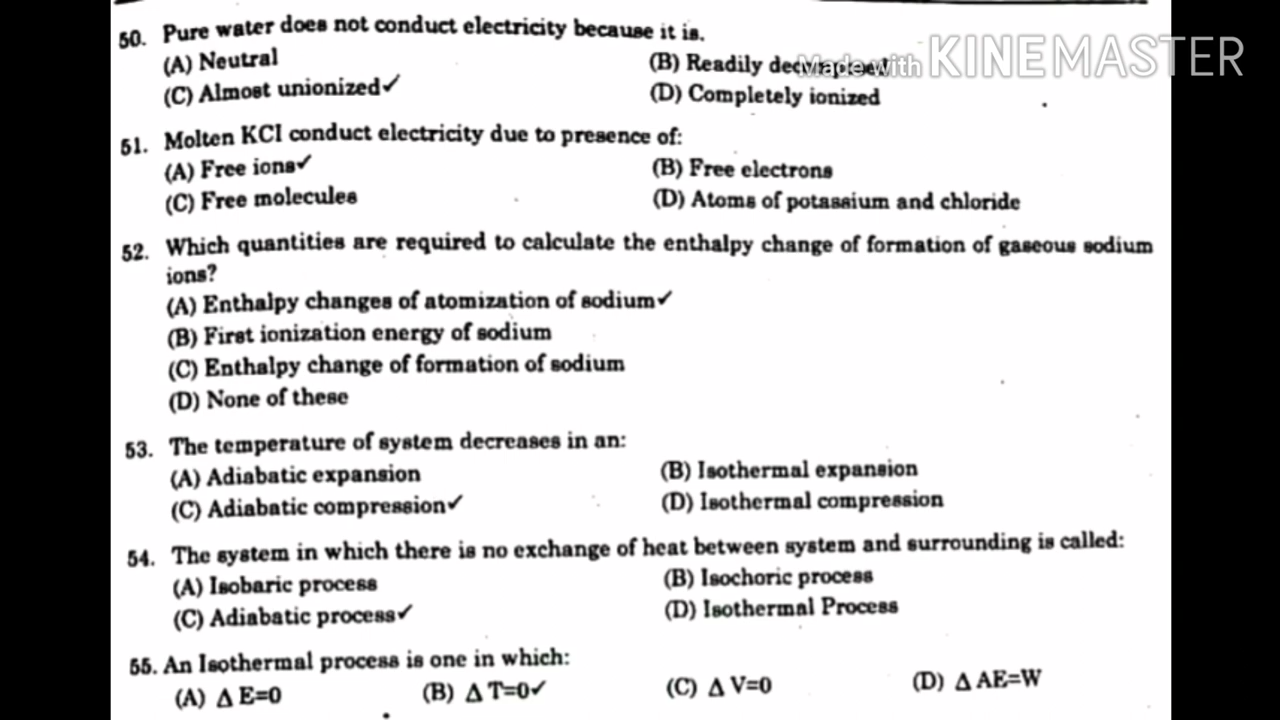 50. Pure water does not conduct electricity because it is.
(A) Neutral (B) Readily decomposed
Made with KINEMASTER
(C) Almost unionized✓ (D) Completely ionized
51. Molten KCI conduct electricity due to presence of:
(A) Free ions✓ (B) Free electrons
(C) Free molecules (D) Atoms of potassium and chloride
52. Which quantities are required to calculate the enthalpy change of formation of gaseous sodium
ions?
(A) Enthalpy changes of atomization of sodium✓
(B) First ionization energy of sodium
(C) Enthalpy change of formation of sodium
(D) None of these
53. The temperature of system decreases in an:
(A) Adiabatic expansion (B) Isothermal expansion
(C) Adiabatic compression✓ (D) Isothermal compression
54. The system in which there is no exchange of heat between system and surrounding is called:
(A) Isobaric process (B) Isochoric process
(C) Adiabatic process✓ (D) Isothermal Process
55. An Isothermal process is one in which:
(A) Δ E=0 (B) Δ T=0✓ (C) Δ V=0 (D) Δ AE=W